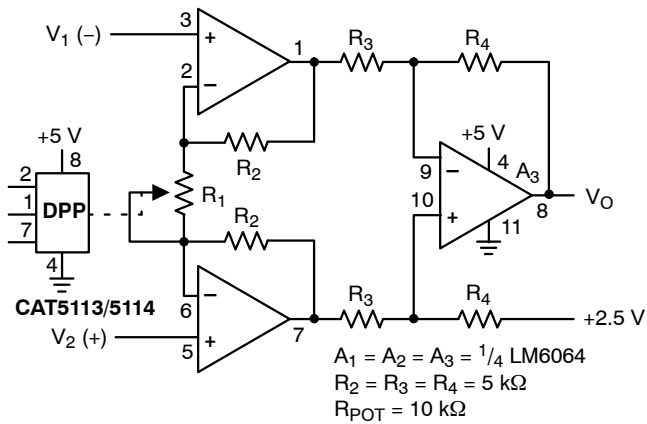 V1 (−)
3
+
2
−
1
R3
R4
R2
+5 V
8
2
1
7
DPP
4
CAT5113/5114
R1
R2
+5 V
4
A3
9
−
10
+
11
8
VO
−
6
5
+
7
V2 (+)
R3
R4
+2.5 V
A1 = A2 = A3 = 1/4 LM6064
R2 = R3 = R4 = 5 kΩ
RPOT = 10 kΩ